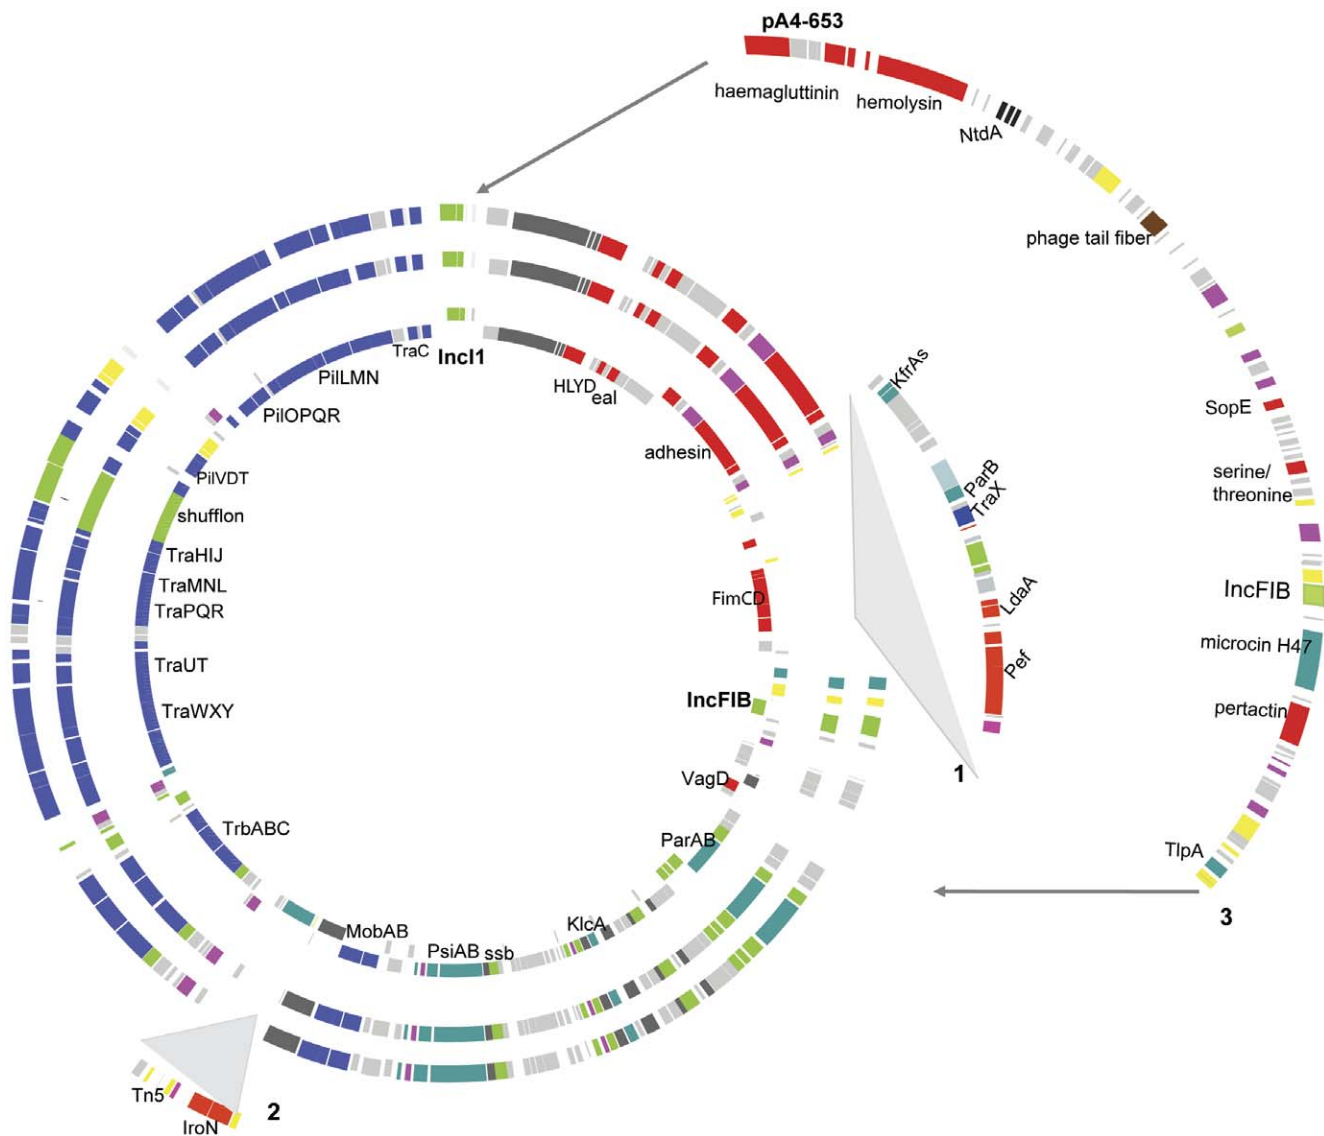 pA4-653
haemagluttinin
hemolysin
NtdA
phage tail fiber
SopE
serine/
threonine
IncFIB
microcin H47
pertactin
TlpA
3
IncI1
TraC
PilLMN
PilOPQR
PilVDT
shufflon
TraHIJ
TraMNL
TraPQR
TraUT
TraWXY
TrbABC
MobAB
PsiAB
ssb
KlcA
ParAB
VagD
IncFIB
FimCD
adhesin
eal
HLYD
KfrAs
ParB
TraX
LdaA
Pef
1
Tn5
IroN
2